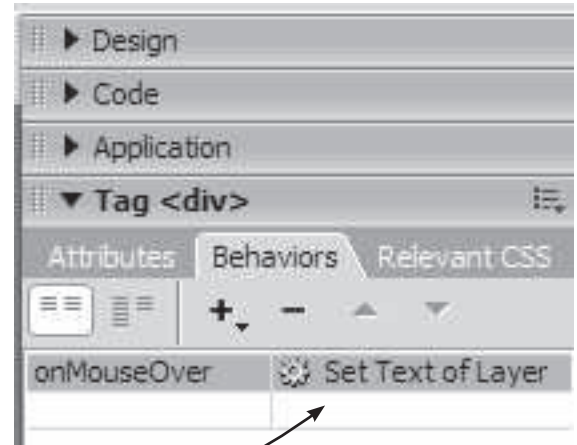 Design
Code
Application
Tag <div>
Attributes Behaviors Relevant CSS
onMouseOver Set Text of Layer